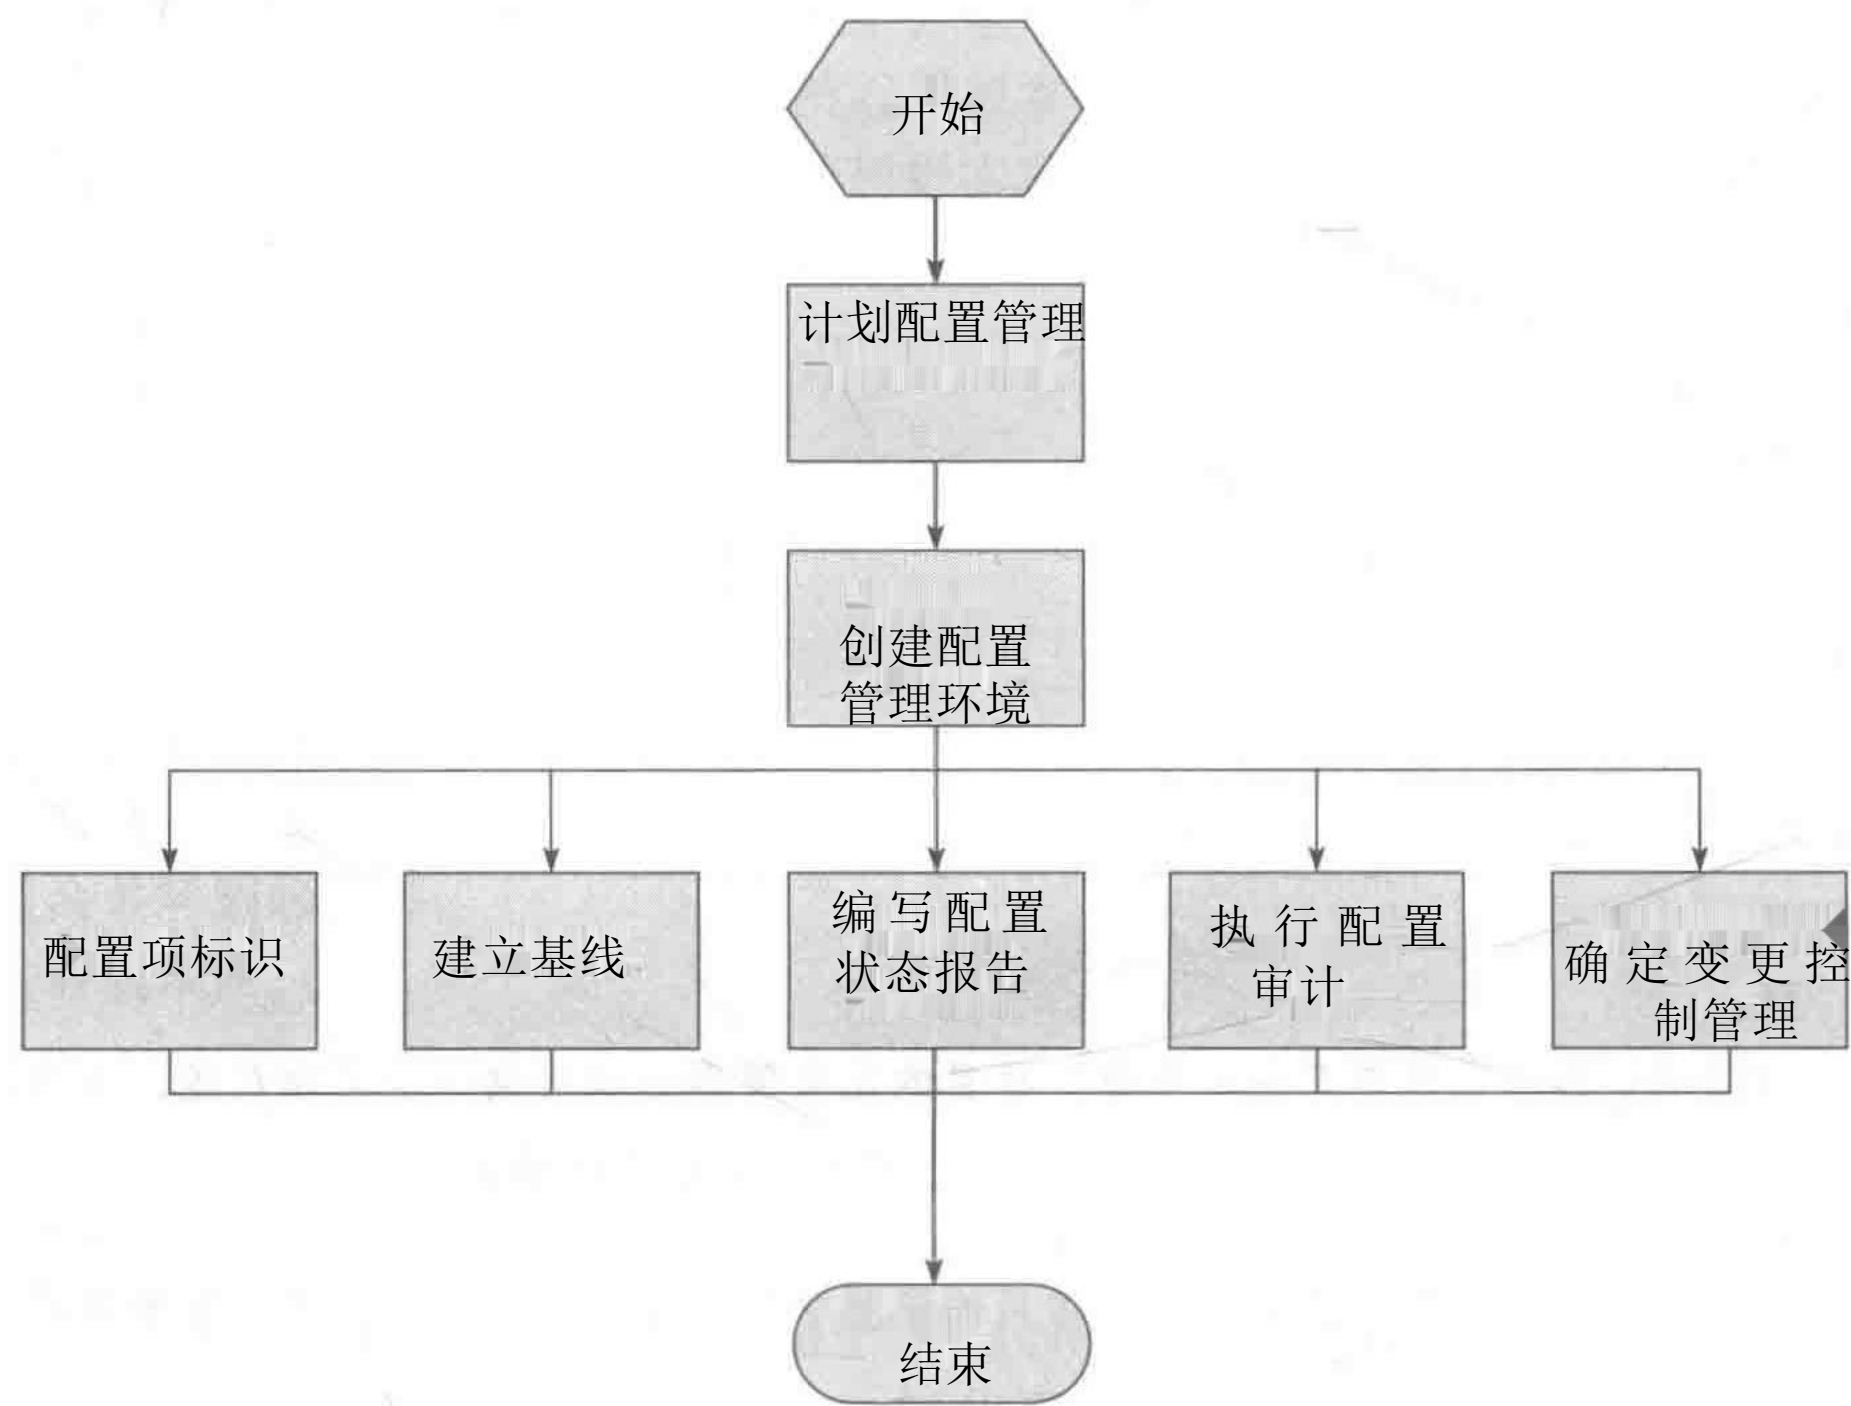 开始
计划配置管理
创建配置
管理环境
配置项标识
建立基线
编写配置
状态报告
执行配置
审计
确定变更控
制管理
结束